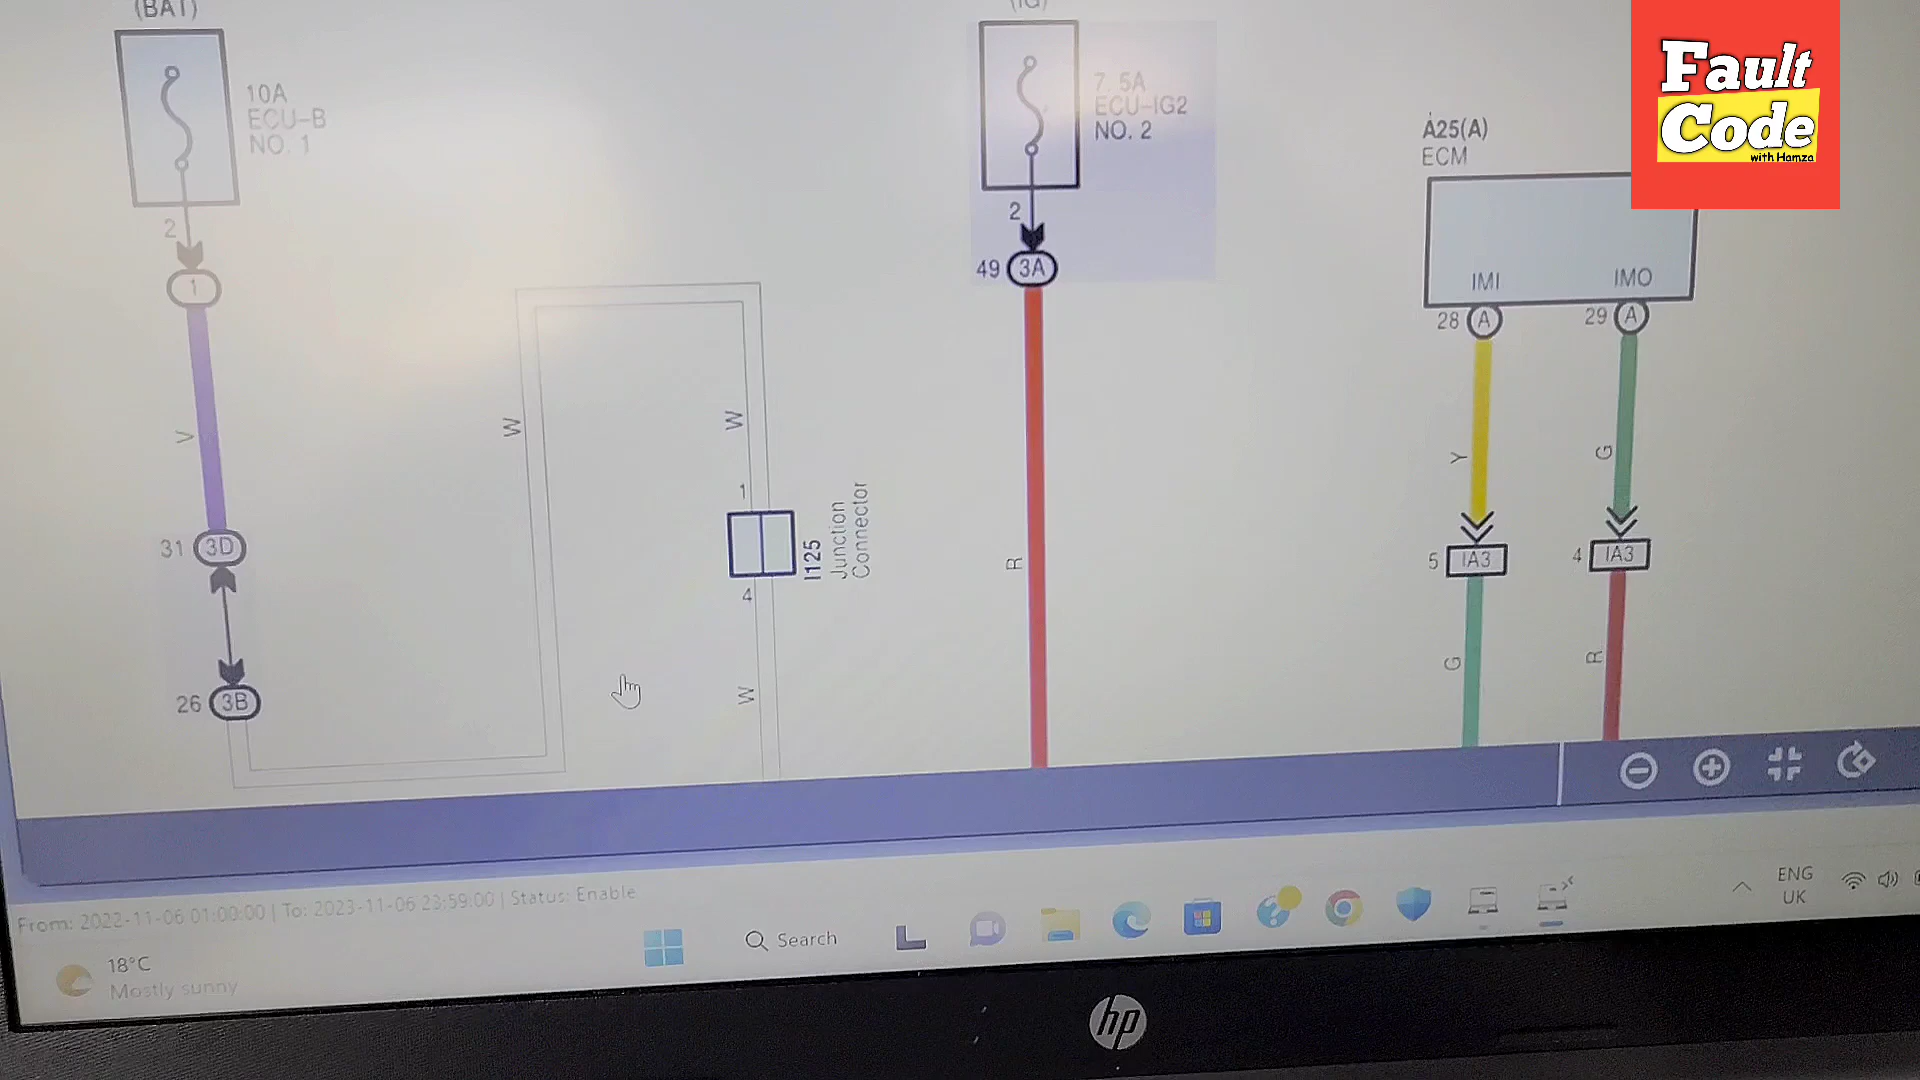 (BAT)
10A
ECU-B
NO. 1
2
1
V
31 3D
26 3B
W
W
1
I125
Junction
Connector
4
W
(IG)
7. 5A
ECU-IG2
NO. 2
2
49 3A
R
A25(A)
ECM
IMI
IMO
28 A
29 A
Y
G
5 IA3
4 IA3
G
R
Fault
Code
with Hamza
From: 2022-11-06 01:00:00 | To: 2023-11-06 23:59:00 | Status: Enable
18°C
Mostly sunny
Search
ENG
UK
hp